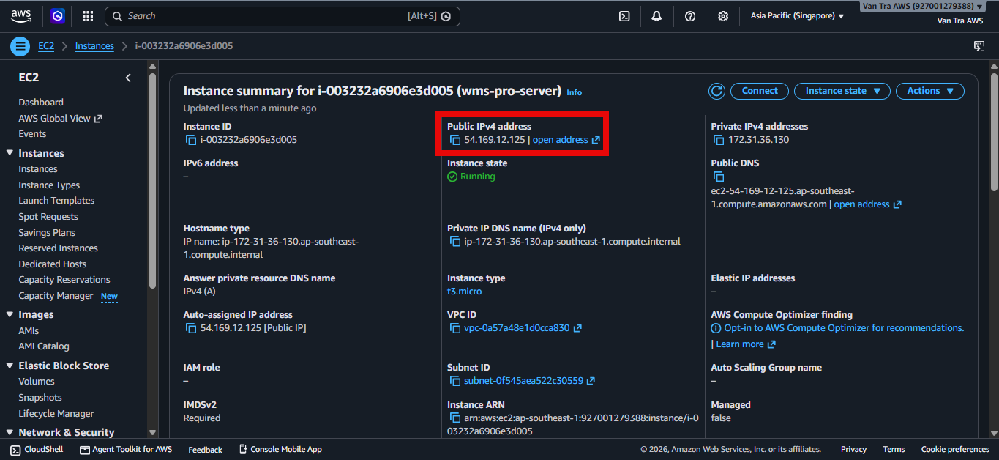 aws
Search
[Alt+S]
Asia Pacific (Singapore)
Van Tra AWS (927001279388)
Van Tra AWS
EC2
Instances
i-003232a6906e3d005
EC2
Dashboard
AWS Global View
Events
Instances
Instances
Instance Types
Launch Templates
Spot Requests
Savings Plans
Reserved Instances
Dedicated Hosts
Capacity Reservations
Capacity Manager New
Images
AMIs
AMI Catalog
Elastic Block Store
Volumes
Snapshots
Lifecycle Manager
Network & Security
Instance summary for i-003232a6906e3d005 (wms-pro-server) Info
Updated less than a minute ago
Connect
Instance state
Actions
Instance ID
i-003232a6906e3d005
Public IPv4 address
54.169.12.125 | open address
Private IPv4 addresses
172.31.36.130
IPv6 address
–
Instance state
Running
Public DNS
ec2-54-169-12-125.ap-southeast-
1.compute.amazonaws.com | open address
Hostname type
IP name: ip-172-31-36-130.ap-southeast-
1.compute.internal
Private IP DNS name (IPv4 only)
ip-172-31-36-130.ap-southeast-1.compute.internal
Answer private resource DNS name
IPv4 (A)
Instance type
t3.micro
Elastic IP addresses
–
Auto-assigned IP address
54.169.12.125 [Public IP]
VPC ID
vpc-0a57a48e1d0cca830
AWS Compute Optimizer finding
Opt-in to AWS Compute Optimizer for recommendations.
| Learn more
IAM role
–
Subnet ID
subnet-0f545aea522c30559
Auto Scaling Group name
–
IMDSv2
Required
Instance ARN
arn:aws:ec2:ap-southeast-1:927001279388:instance/i-0
03232a6906e3d005
Managed
false
CloudShell
Agent Toolkit for AWS
Feedback
Console Mobile App
© 2026, Amazon Web Services, Inc. or its affiliates.
Privacy
Terms
Cookie preferences